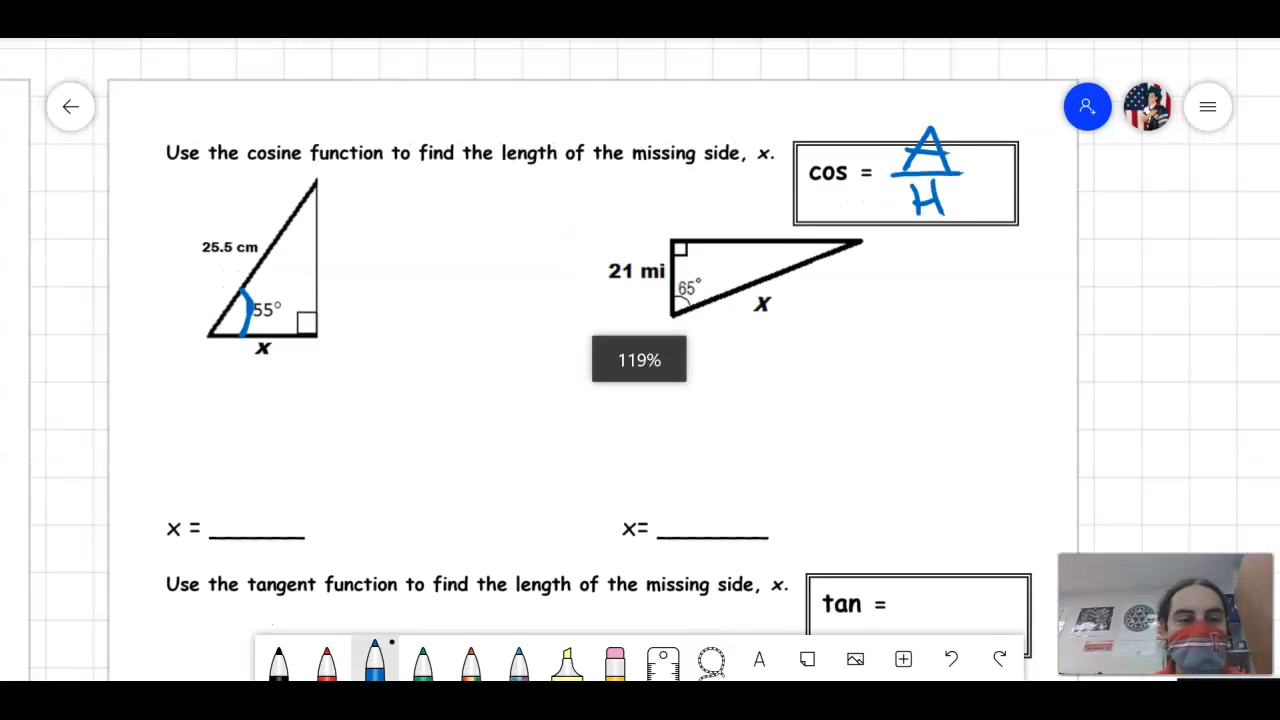 Use the cosine function to find the length of the missing side, x.
cos = A
H
25.5 cm
55°
x
21 mi
65°
x
119%
x = ________
x= ________
Use the tangent function to find the length of the missing side, x.
tan =
A